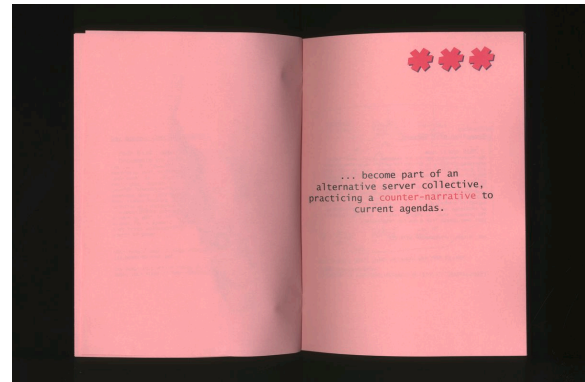 ... become part of an
alternative server collective,
practicing a counter-narrative to
current agendas.